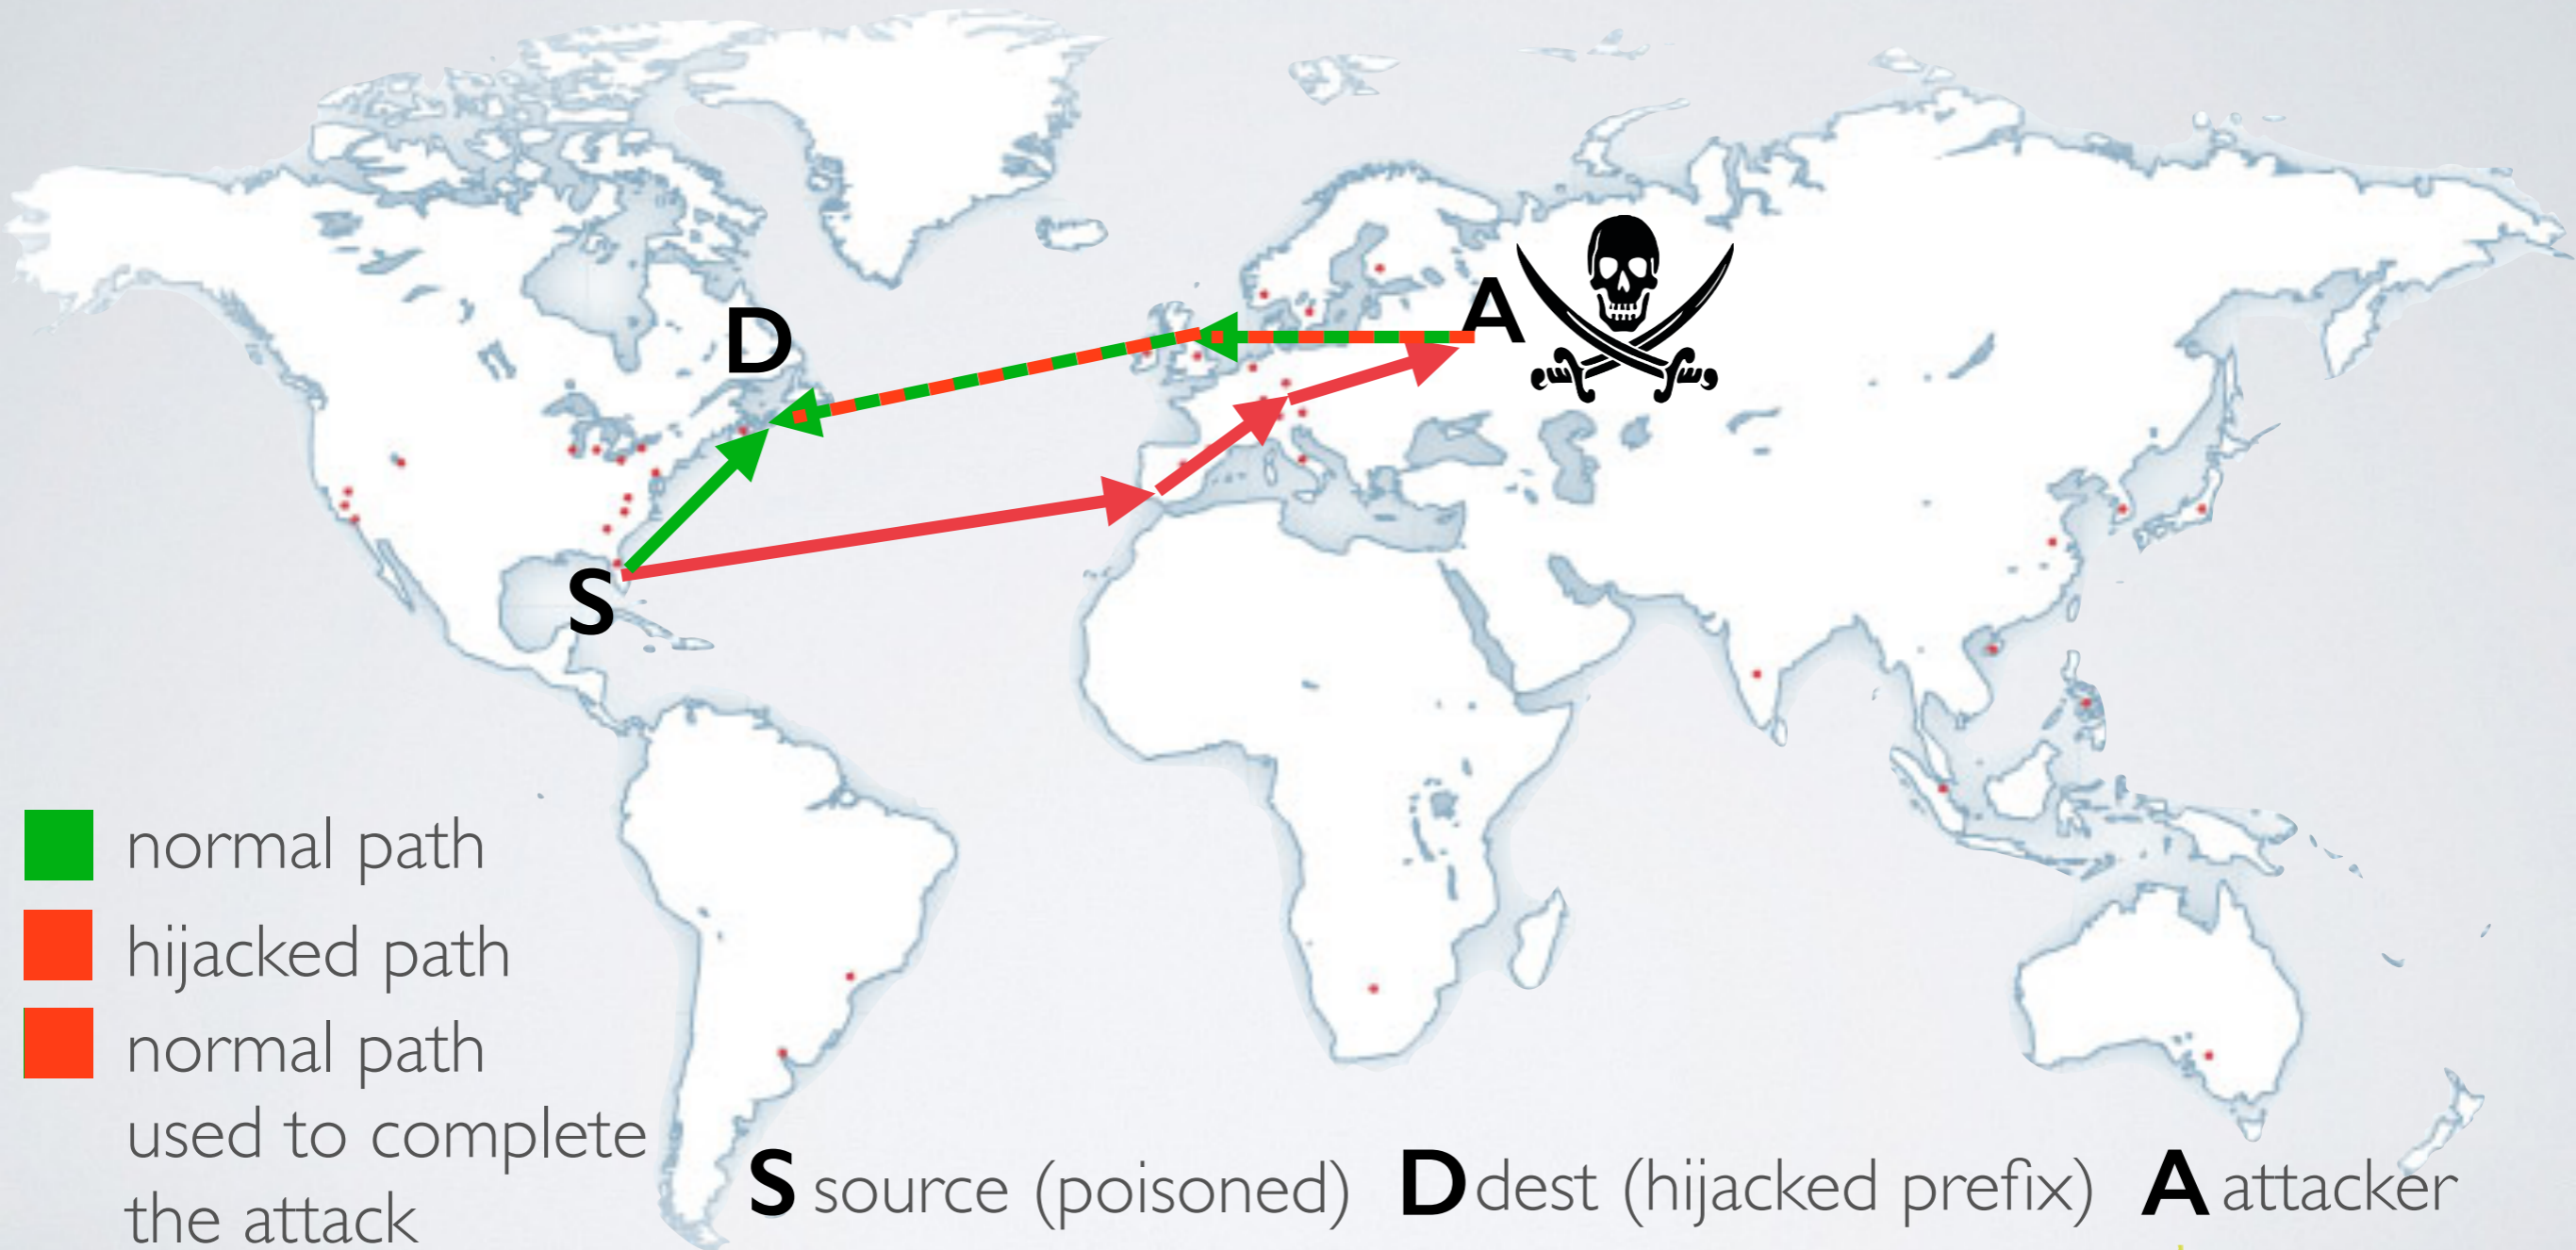 D
A
S
normal path
hijacked path
normal path
used to complete
the attack
S source (poisoned) D dest (hijacked prefix) A attacker